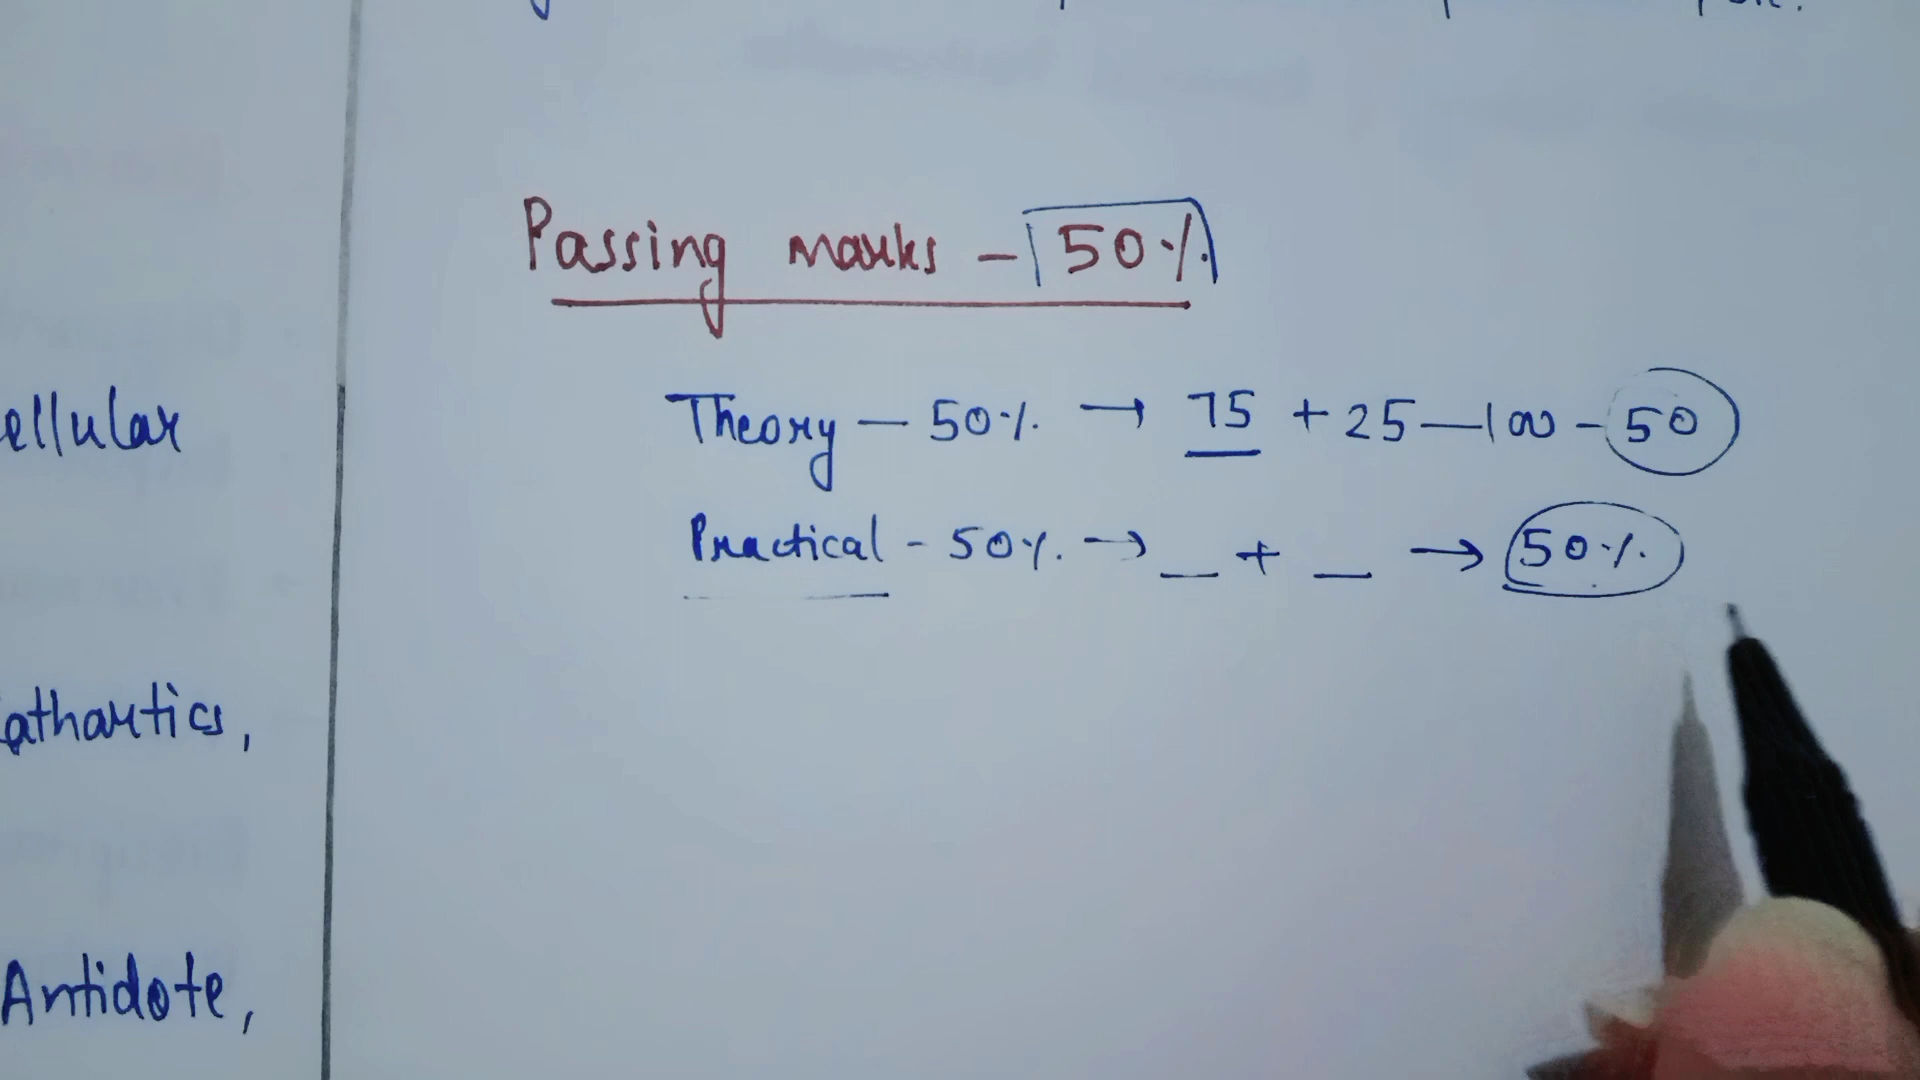 Passing marks - 50%
Theory - 50% → 75 + 25 - 100 - 50
Practical - 50% → _ + _ → 50%
ellular
athartics,
Antidote,